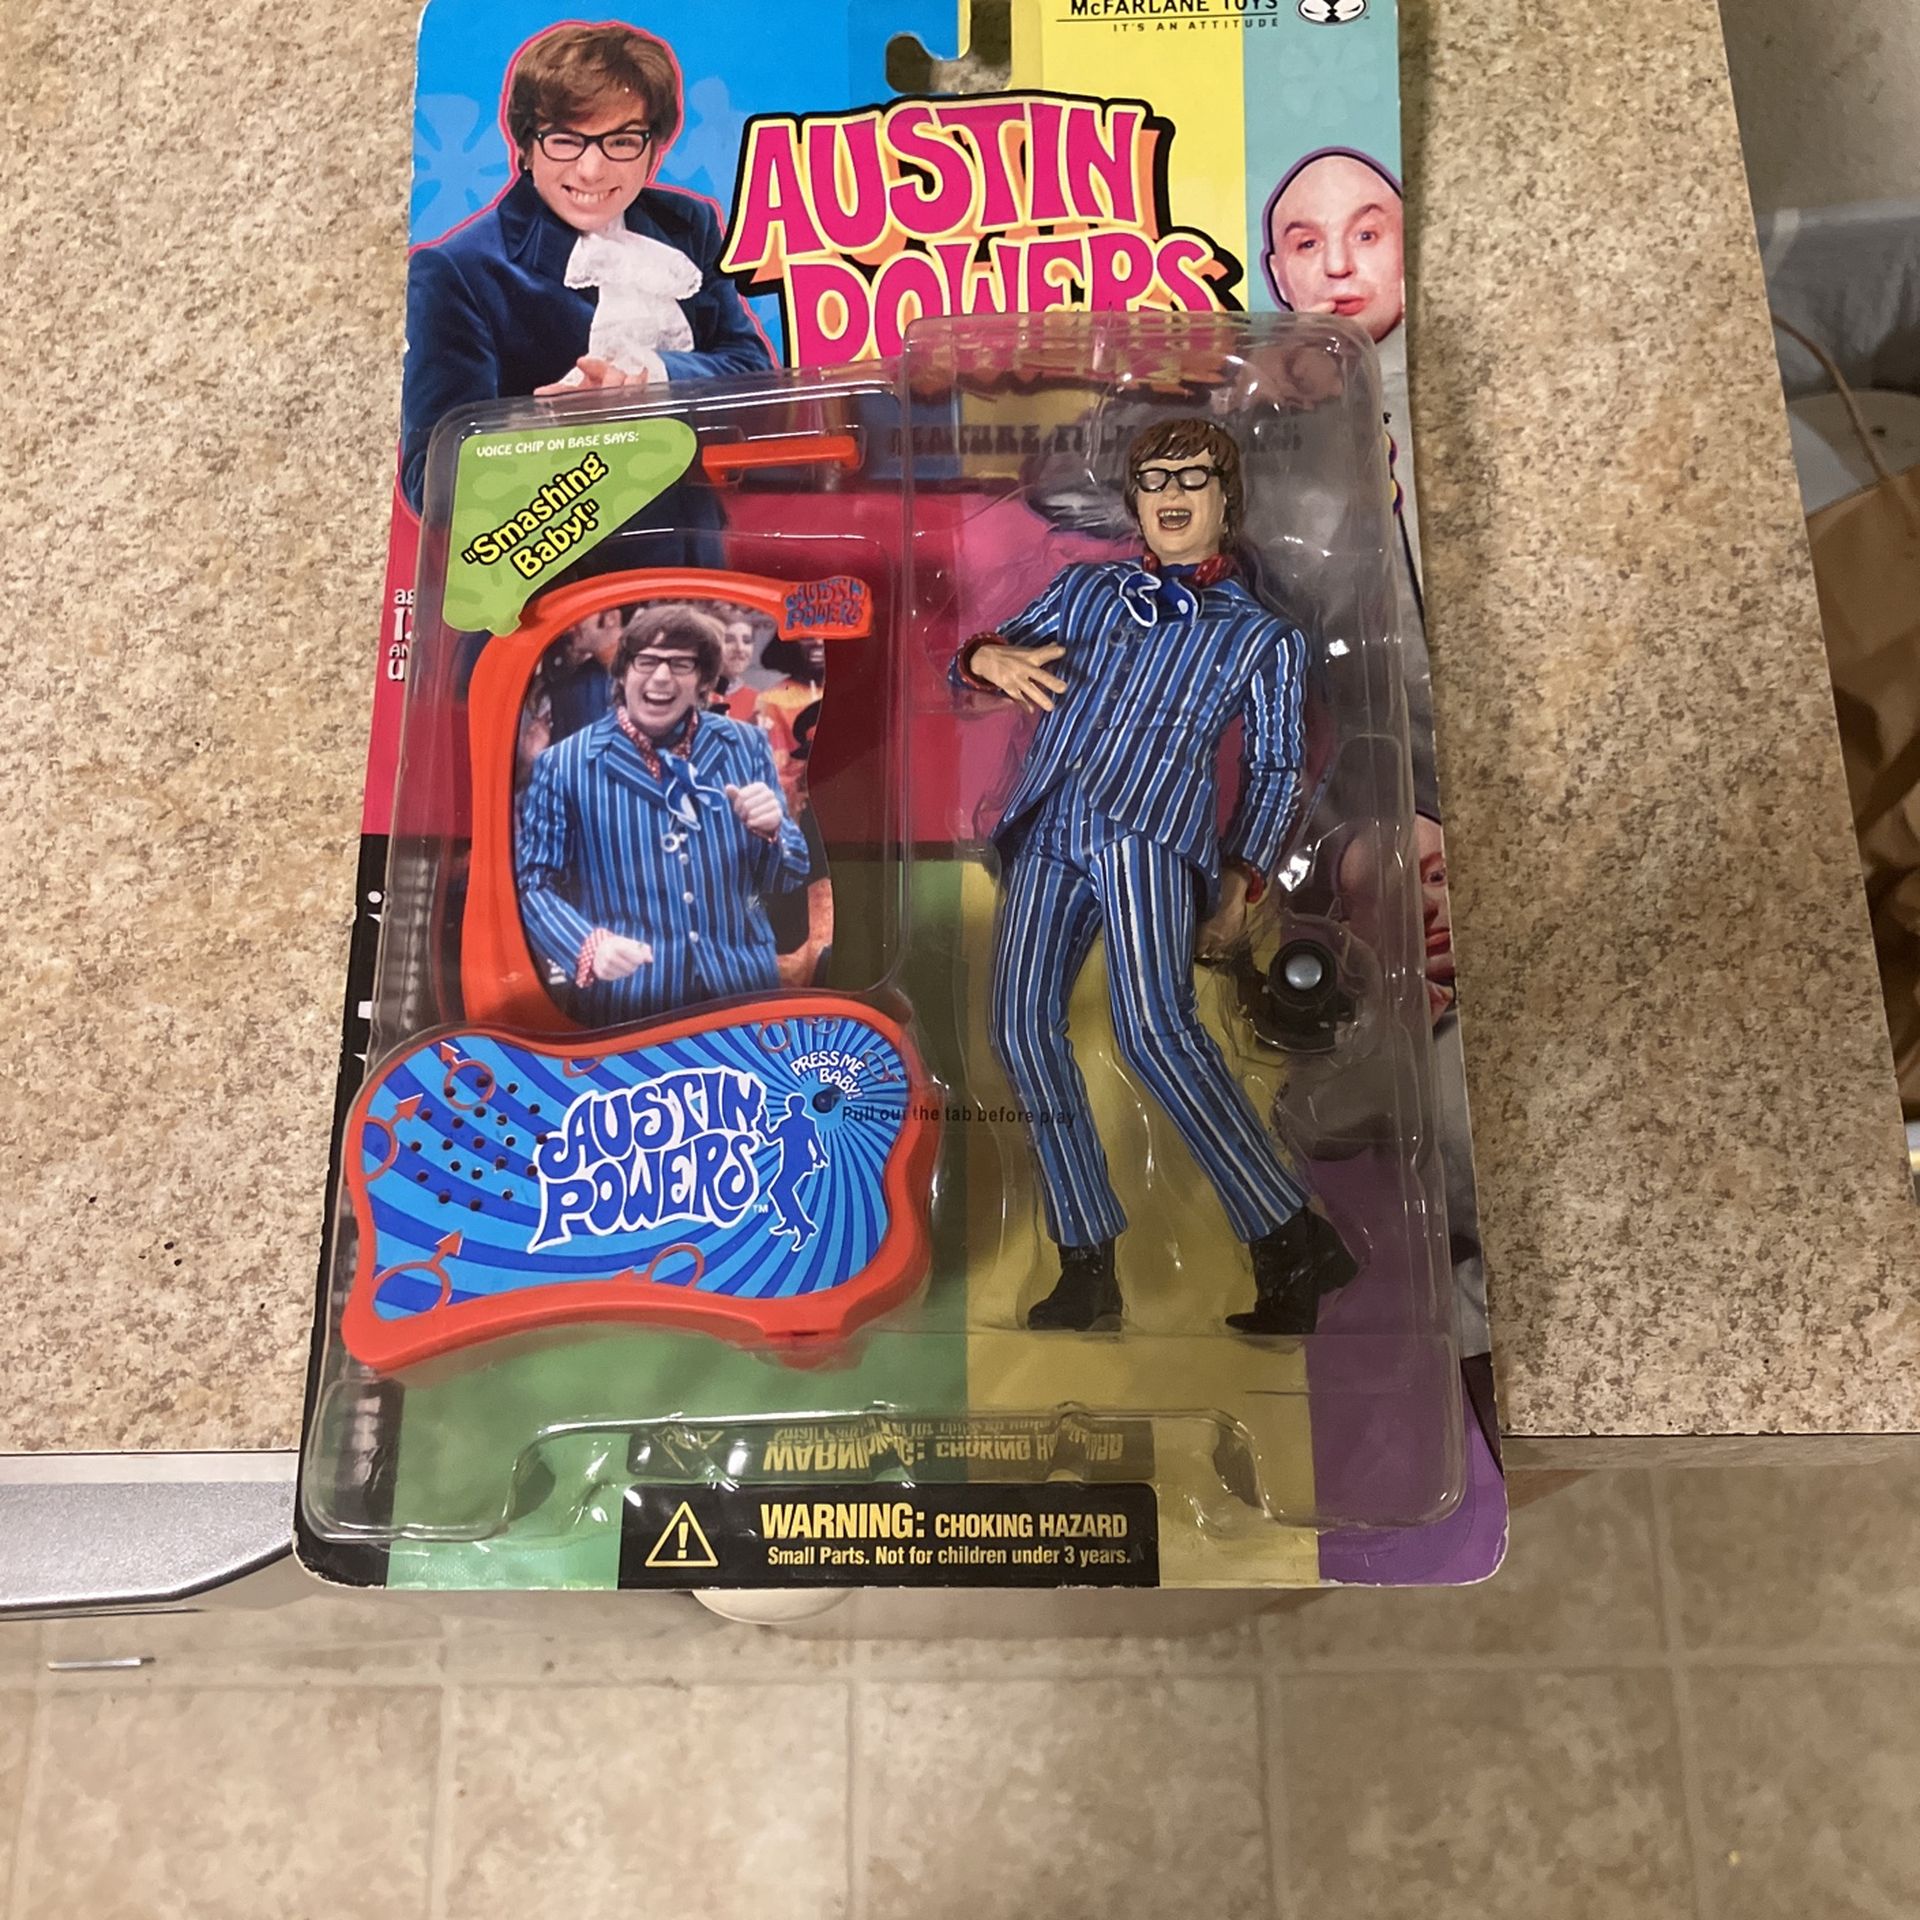 McFARLANE TOYS
IT'S AN ATTITUDE
AUSTIN
POWERS
VOICE CHIP ON BASE SAYS:
"Smashing
Baby!"
AUSTIN
POWERS
PRESS ME
BABY!
Pull out the tab before play
AUSTIN
POWERS
TM
WARNING: CHOKING HAZARD
Small Parts. Not for children under 3 years.